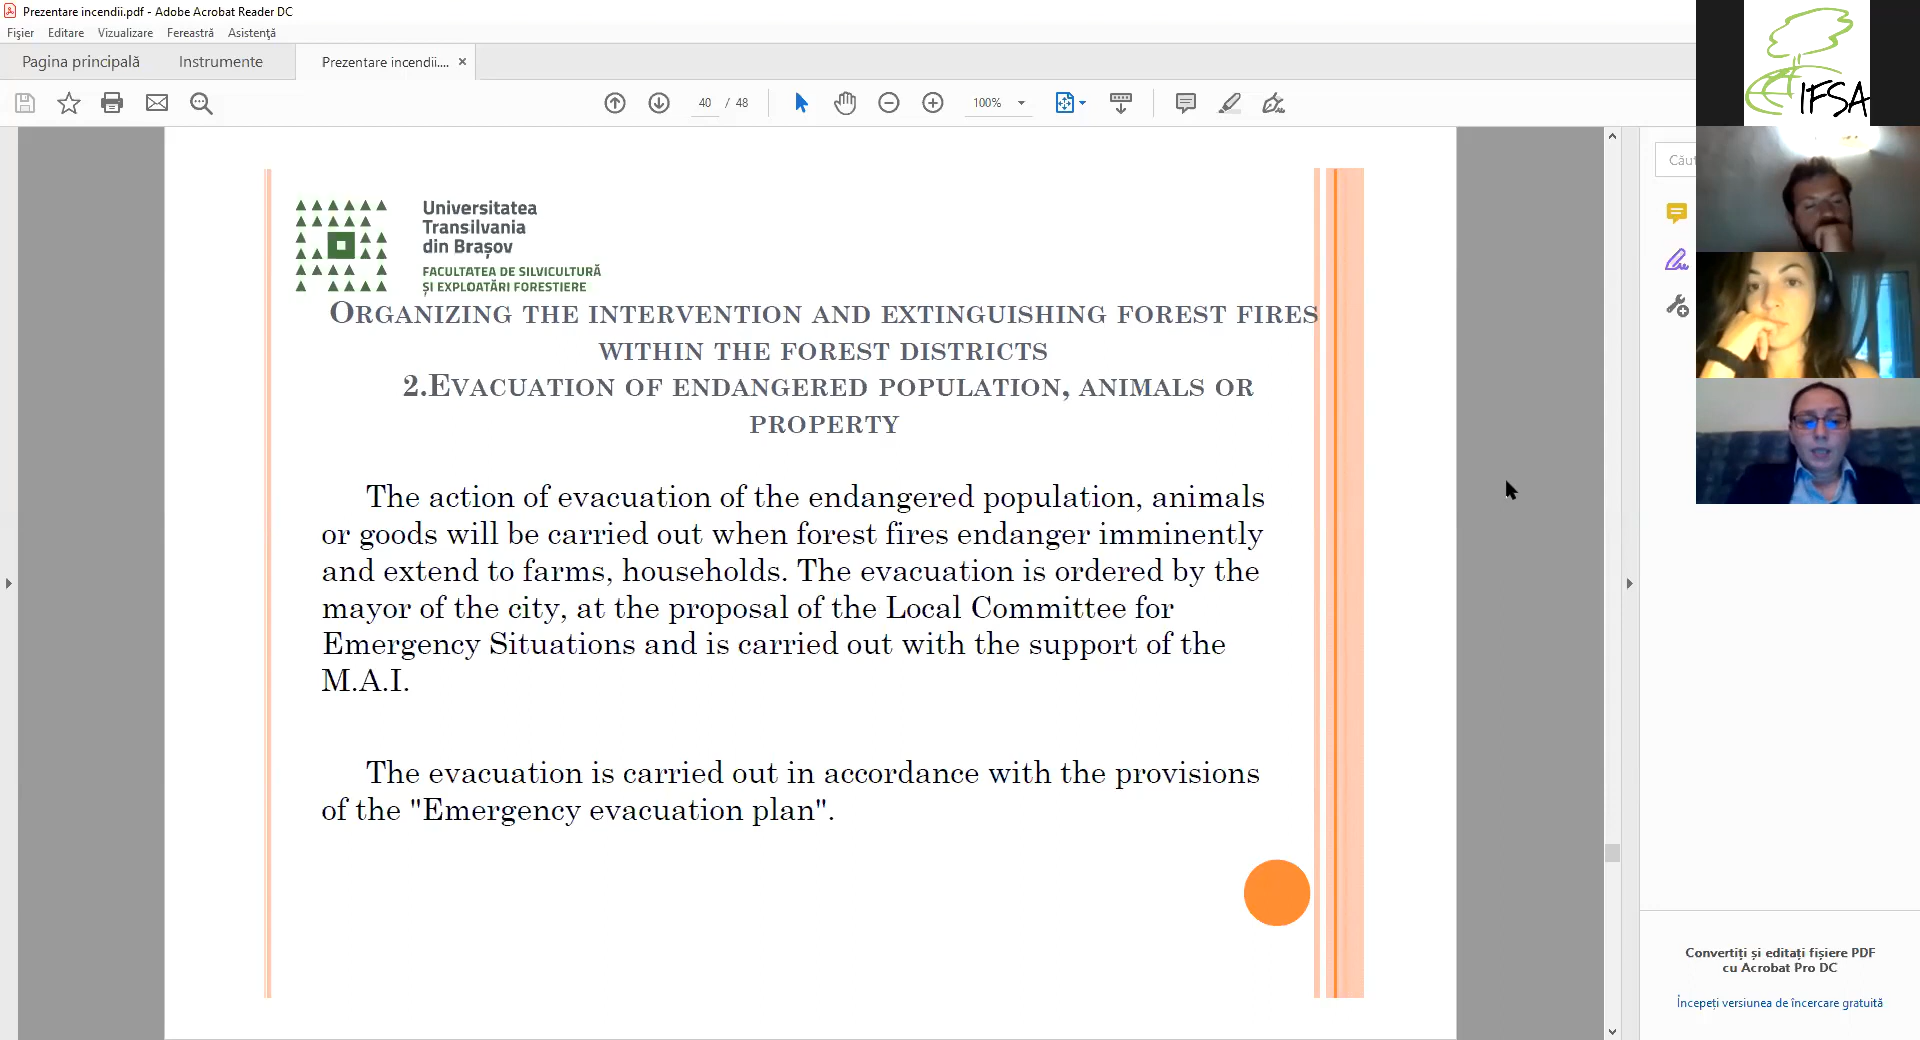 Prezentare incendii.pdf - Adobe Acrobat Reader DC
Fișier Editare Vizualizare Fereastră Asistență
Pagina principală Instrumente Prezentare incendii.... ×
40 / 48 100%
IFSA
Universitatea
Transilvania
din Brașov
FACULTATEA DE SILVICULTURĂ
ȘI EXPLOATĂRI FORESTIERE
ORGANIZING THE INTERVENTION AND EXTINGUISHING FOREST FIRES
WITHIN THE FOREST DISTRICTS
2.EVACUATION OF ENDANGERED POPULATION, ANIMALS OR
PROPERTY
The action of evacuation of the endangered population, animals
or goods will be carried out when forest fires endanger imminently
and extend to farms, households. The evacuation is ordered by the
mayor of the city, at the proposal of the Local Committee for
Emergency Situations and is carried out with the support of the
M.A.I.
The evacuation is carried out in accordance with the provisions
of the "Emergency evacuation plan".
Căut
Convertiți și editați fișiere PDF
cu Acrobat Pro DC
Începeți versiunea de încercare gratuită